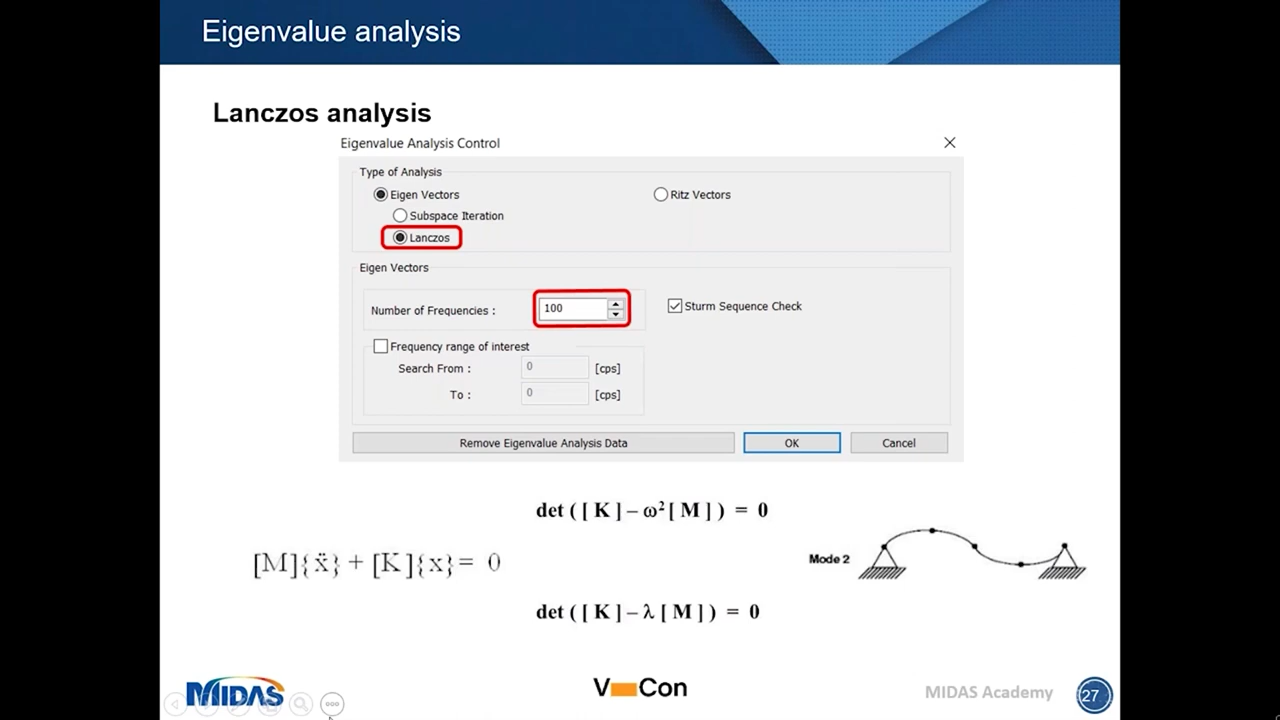 Eigenvalue analysis
Lanczos analysis
Eigenvalue Analysis Control
Type of Analysis
Eigen Vectors
Ritz Vectors
Subspace Iteration
Lanczos
Eigen Vectors
Number of Frequencies :
100
Sturm Sequence Check
Frequency range of interest
Search From :
0
[cps]
To :
0
[cps]
Remove Eigenvalue Analysis Data
OK
Cancel
det ( [ K ] – ω² [ M ] ) = 0
[M]{ẍ} + [K]{x}= 0
Mode 2
det ( [ K ] – λ [ M ] ) = 0
MIDAS
V Con
MIDAS Academy
27